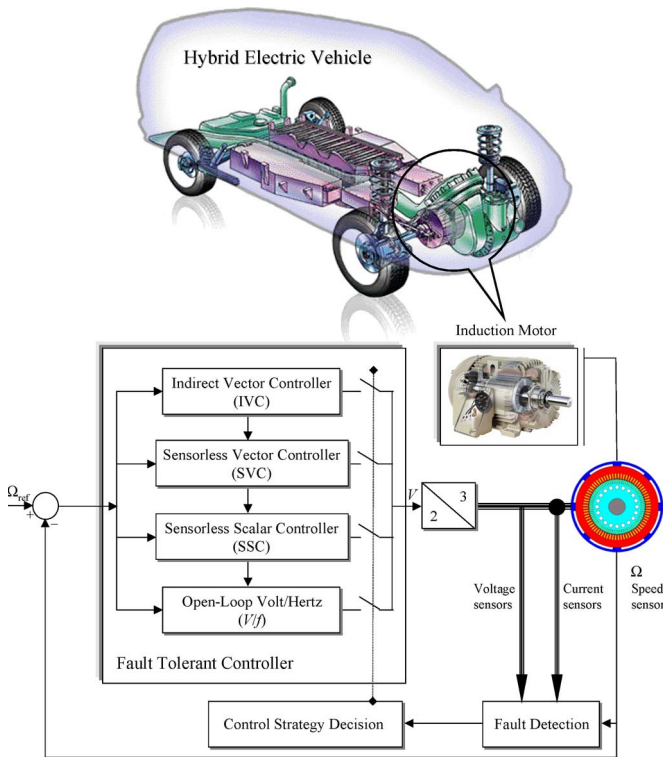 Hybrid Electric Vehicle
Induction Motor
Indirect Vector Controller
(IVC)
Sensorless Vector Controller
(SVC)
Ωref
+
−
V
3
2
Sensorless Scalar Controller
(SSC)
Open-Loop Volt/Hertz
(V/f)
Fault Tolerant Controller
Voltage
sensors
Current
sensors
Ω
Speed
sensor
Control Strategy Decision
Fault Detection